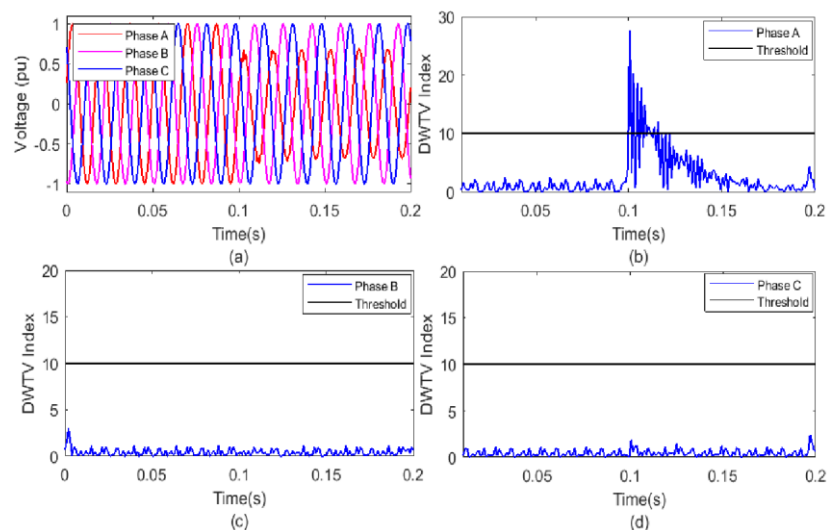 1
0.5
0
-0.5
-1
Voltage (pu)
Phase A
Phase B
Phase C
0
0.05
0.1
0.15
0.2
Time(s)
(a)
30
20
10
0
DWTV Index
Phase A
Threshold
0.05
0.1
0.15
0.2
Time(s)
(b)
20
15
10
5
0
DWTV Index
Phase B
Threshold
0
0.05
0.1
0.15
0.2
Time(s)
(c)
20
15
10
5
0
DWTV Index
Phase C
Threshold
0.05
0.1
0.15
0.2
Time(s)
(d)